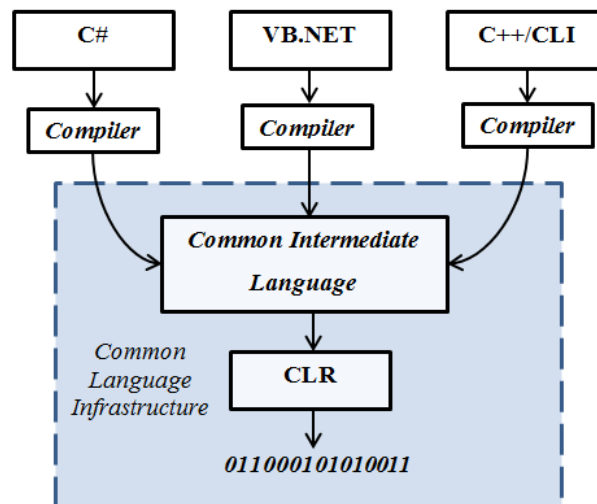 C#
VB.NET
C++/CLI
Compiler
Compiler
Compiler
Common Intermediate
Language
Common
Language
Infrastructure
CLR
011000101010011